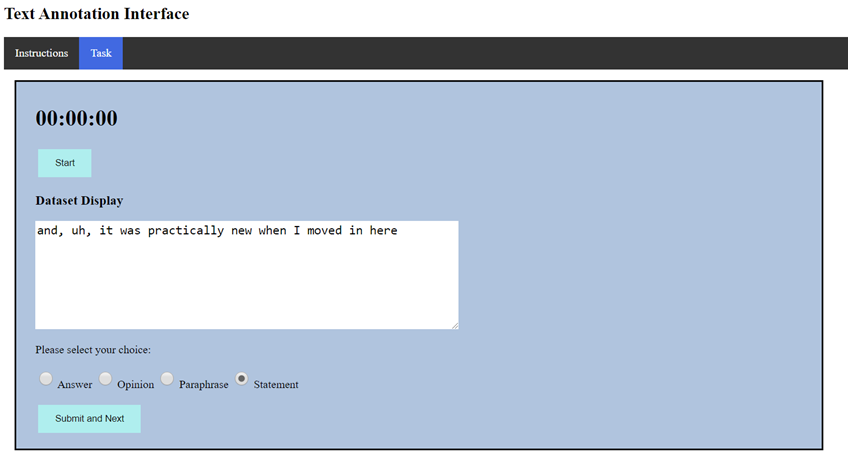 Text Annotation Interface
Instructions Task
00:00:00
Start
Dataset Display
and, uh, it was practically new when I moved in here
Please select your choice:
Answer Opinion Paraphrase Statement
Submit and Next